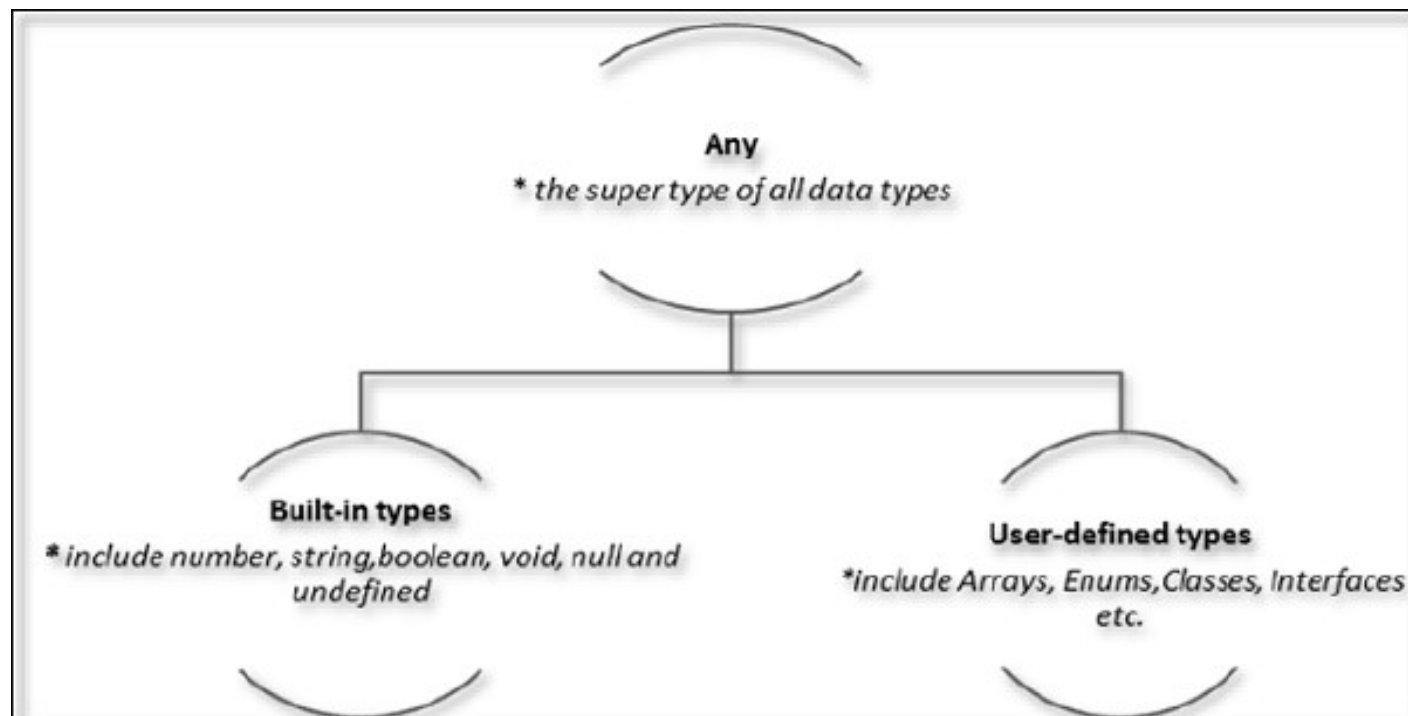 Any
* the super type of all data types
Built-in types
* include number, string,boolean, void, null and
undefined
User-defined types
*include Arrays, Enums,Classes, Interfaces
etc.